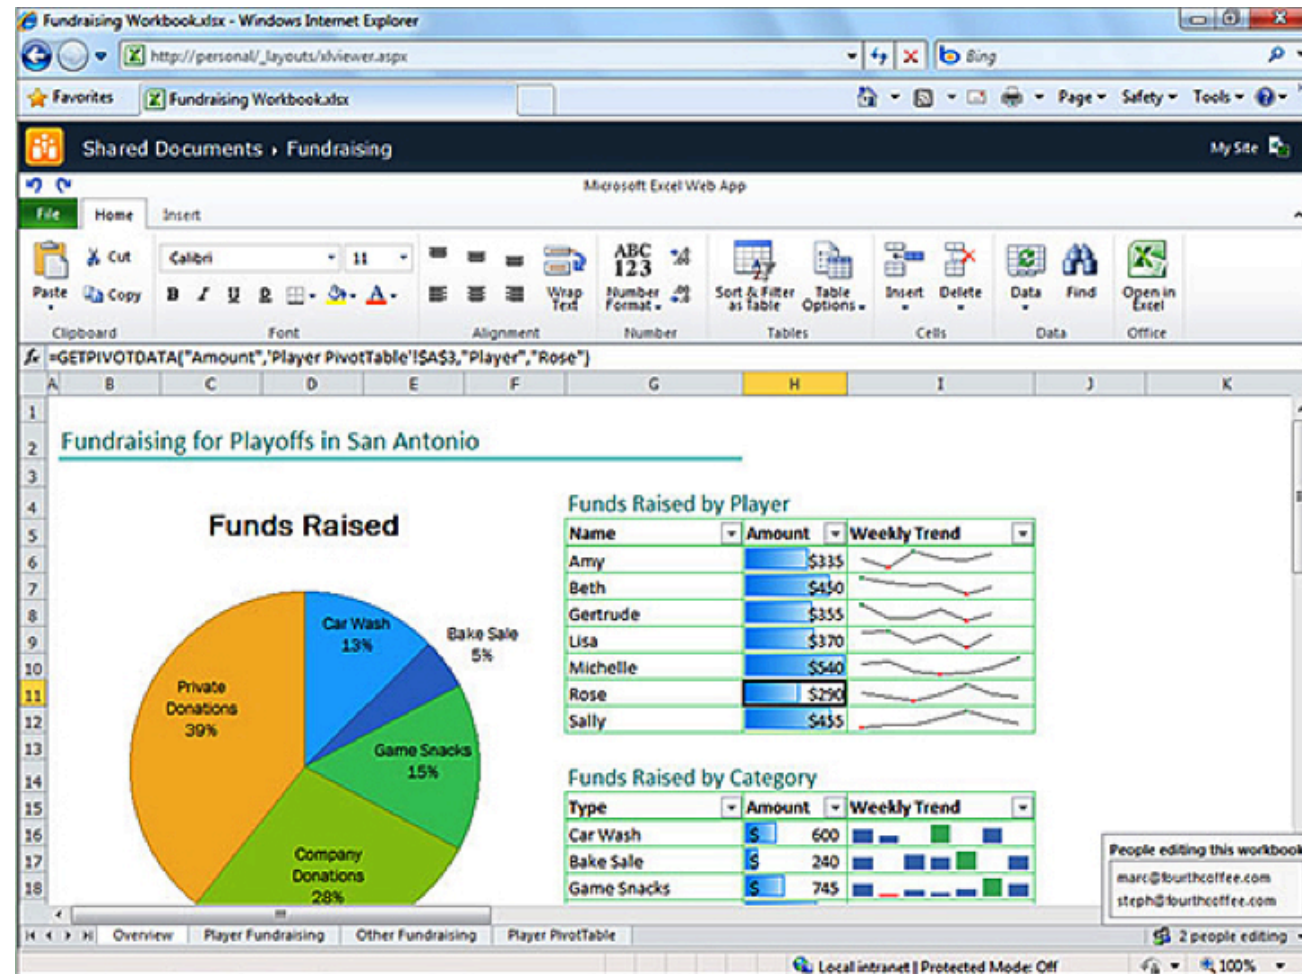 Fundraising Workbook.xlsx - Windows Internet Explorer
http://personal/_layouts/xlviewer.aspx
Bing
Favorites
Fundraising Workbook.xlsx
Page Safety Tools
Shared Documents › Fundraising
My Site
Microsoft Excel Web App
File Home Insert
Paste Cut Copy
Calibri 11
B I U D A
Wrap Text
ABC 123
Number Format
Sort & Filter as Table
Table Options
Insert Delete
Data Find
Open in Excel
Clipboard Font Alignment Number Tables Cells Data Office
fx =GETPIVOTDATA("Amount",'Player PivotTable'!$A$3,"Player","Rose")
A B C D E F G H I J K
1
2 Fundraising for Playoffs in San Antonio
3
4 Funds Raised by Player
5 Name Amount Weekly Trend
6 Amy $335
7 Beth $450
8 Gertrude $355
9 Lisa $370
10 Michelle $540
11 Rose $290
12 Sally $455
13
14 Funds Raised by Category
15 Type Amount Weekly Trend
16 Car Wash $ 600
17 Bake Sale $ 240
18 Game Snacks $ 745
Funds Raised
Car Wash
13%
Bake Sale
5%
Private
Donations
39%
Game Snacks
15%
Company
Donations
28%
People editing this workbook
marc@fourthcoffee.com
steph@fourthcoffee.com
Overview Player Fundraising Other Fundraising Player PivotTable
2 people editing
Local intranet | Protected Mode: Off
100%